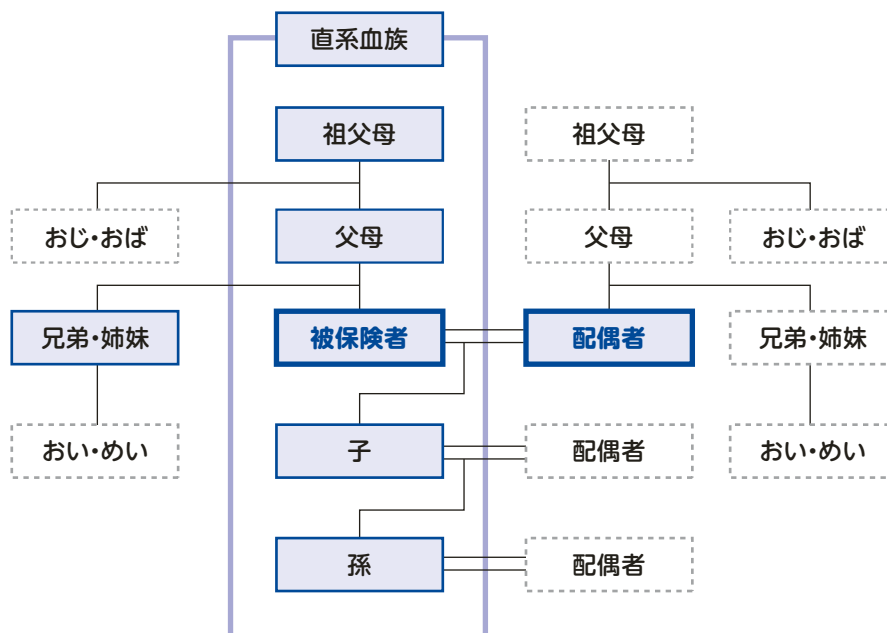 直系血族
祖父母
祖父母
おじ・おば
父母
父母
おじ・おば
兄弟・姉妹
被保険者
配偶者
兄弟・姉妹
おい・めい
子
配偶者
おい・めい
孫
配偶者